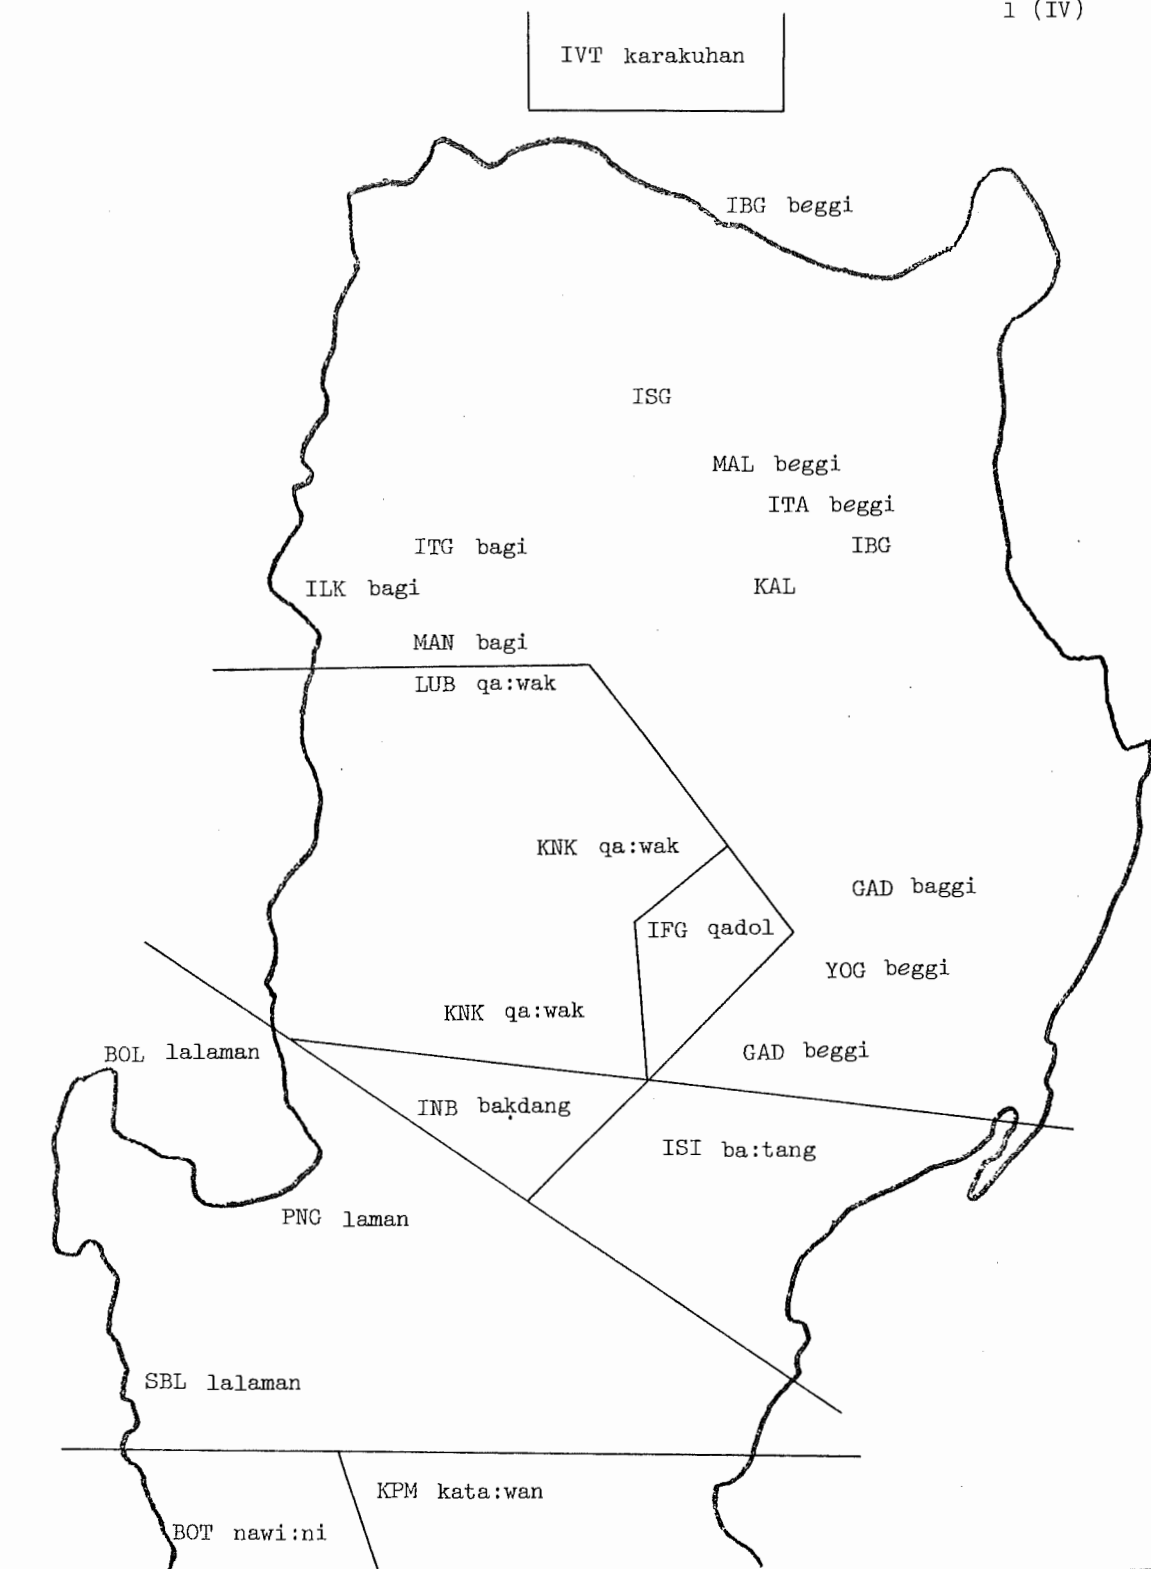 1 (IV)
IVT karakuhan
IBG beggi
ISG
MAL beggi
ITA beggi
ITG bagi
IBG
ILK bagi
KAL
MAN bagi
LUB qa:wak
KNK qa:wak
GAD baggi
IFG qadol
YOG beggi
KNK qa:wak
BOL lalaman
GAD beggi
INB bakdang
ISI ba:tang
PNG laman
SBL lalaman
KPM kata:wan
BOT nawi:ni